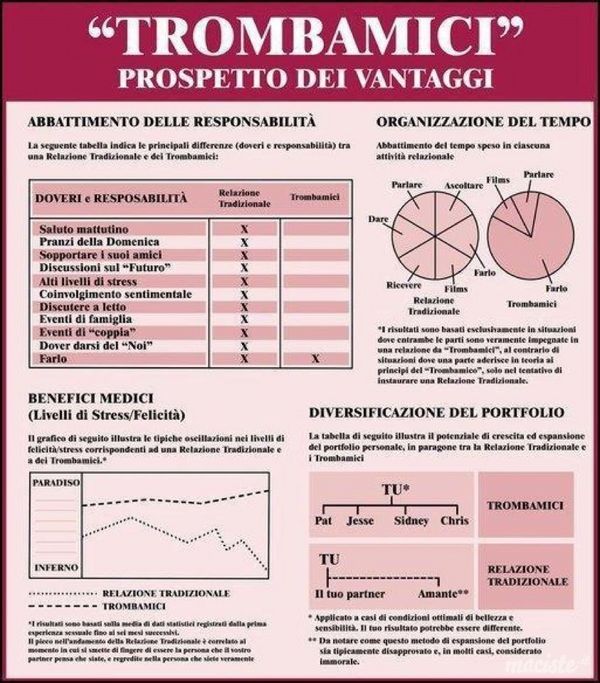 “TROMBAMICI”
PROSPETTO DEI VANTAGGI
ABBATTIMENTO DELLE RESPONSABILITÀ
La seguente tabella indica le principali differenze (doveri e responsabilità) tra
una Relazione Tradizionale e dei Trombamici:
DOVERI e RESPOSABILITÀ
Relazione
Tradizionale
Trombamici
Saluto mattutino X
Pranzi della Domenica X
Sopportare i suoi amici X
Discussioni sul “Futuro” X
Alti livelli di stress X
Coinvolgimento sentimentale X
Discutere a letto X
Eventi di famiglia X
Eventi di “coppia” X
Dover darsi del “Noi” X
Farlo X X
ORGANIZZAZIONE DEL TEMPO
Abbattimento del tempo speso in ciascuna
attività relazionale
Parlare
Ascoltare
Dare
Farlo
Ricevere
Films
Relazione
Tradizionale
Films
Parlare
Farlo
Trombamici
*I risultati sono basati esclusivamente in situazioni
dove entrambe le parti sono veramente impegnate in
una relazione da “Trombamici”, al contrario di
situazioni dove una parte aderisce in teoria ai
principi del “Trombamico”, solo nel tentativo di
instaurare una Relazione Tradizionale.
BENEFICI MEDICI
(Livelli di Stress/Felicità)
Il grafico di seguito illustra le tipiche oscillazioni nei livelli di
felicità/stress corrispondenti ad una Relazione Tradizionale e
a dei Trombamici.*
PARADISO
INFERNO
RELAZIONE TRADIZIONALE
TROMBAMICI
*I risultati sono basati sulla media di dati statistici registrati dalla prima
esperienza sessuale fino ai sei mesi successivi.
Il picco nell'andamento della Relazione Tradizionale è correlato al
momento in cui si smette di fingere di essere la persona che il vostro
partner pensa che siate, e regredite nella persona che siete veramente
DIVERSIFICAZIONE DEL PORTFOLIO
La tabella di seguito illustra il potenziale di crescita ed espansione
del portfolio personale, in paragone tra la Relazione Tradizionale e
i Trombamici
TU*
Pat Jesse Sidney Chris
TROMBAMICI
TU
Il tuo partner Amante**
RELAZIONE
TRADIZIONALE
* Applicato a casi di condizioni ottimali di bellezza e
sensibilità. Il tuo risultato potrebbe essere differente.
** Da notare come questo metodo di espansione del portfolio
sia tipicamente disapprovato e, in molti casi, considerato
immorale.
maciste